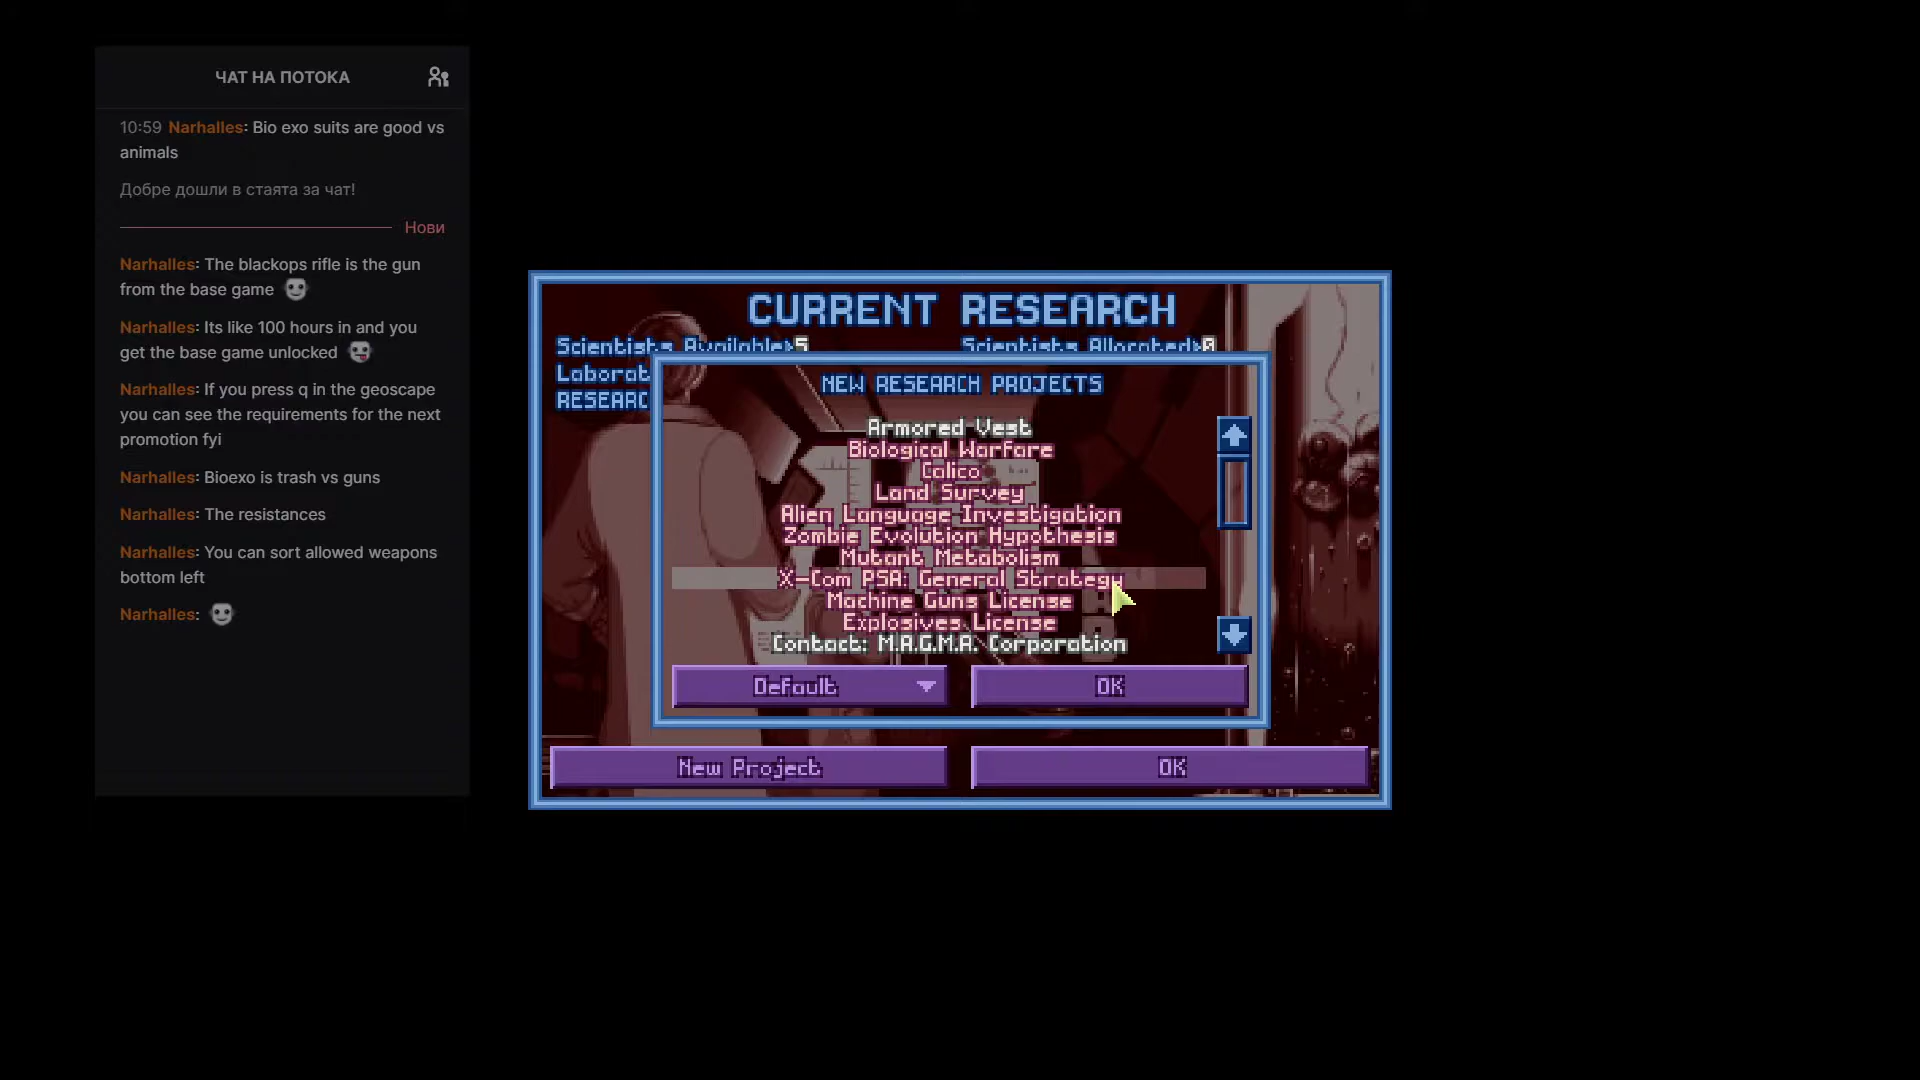 ЧАТ НА ПОТОКА
10:59 Narhalles: Bio exo suits are good vs
animals
Добре дошли в стаята за чат!
Нови
Narhalles: The blackops rifle is the gun
from the base game
Narhalles: Its like 100 hours in and you
get the base game unlocked
Narhalles: If you press q in the geoscape
you can see the requirements for the next
promotion fyi
Narhalles: Bioexo is trash vs guns
Narhalles: The resistances
Narhalles: You can sort allowed weapons
bottom left
Narhalles:
CURRENT RESEARCH
Scientists Available>5 Scientists Allocated>0
Laborat
RESEARC
NEW RESEARCH PROJECTS
Armored Vest
Biological Warfare
Calico
Land Survey
Alien Language Investigation
Zombie Evolution Hypothesis
Mutant Metabolism
X-Com PSA: General Strategy
Machine Guns License
Explosives License
Contact: M.A.G.M.A. Corporation
Default OK
New Project OK